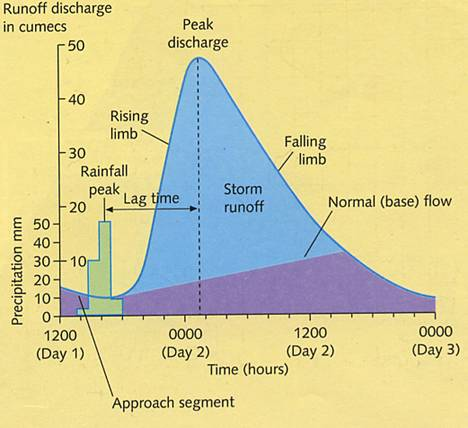 Runoff discharge
in cumecs
Peak
discharge
50
40
30
20
10
Rising
limb
Falling
limb
Rainfall
peak
Lag time
Storm
runoff
Normal (base) flow
Precipitation mm
50
40
30
20
10
0
1200
(Day 1)
0000
(Day 2)
1200
(Day 2)
0000
(Day 3)
Time (hours)
Approach segment